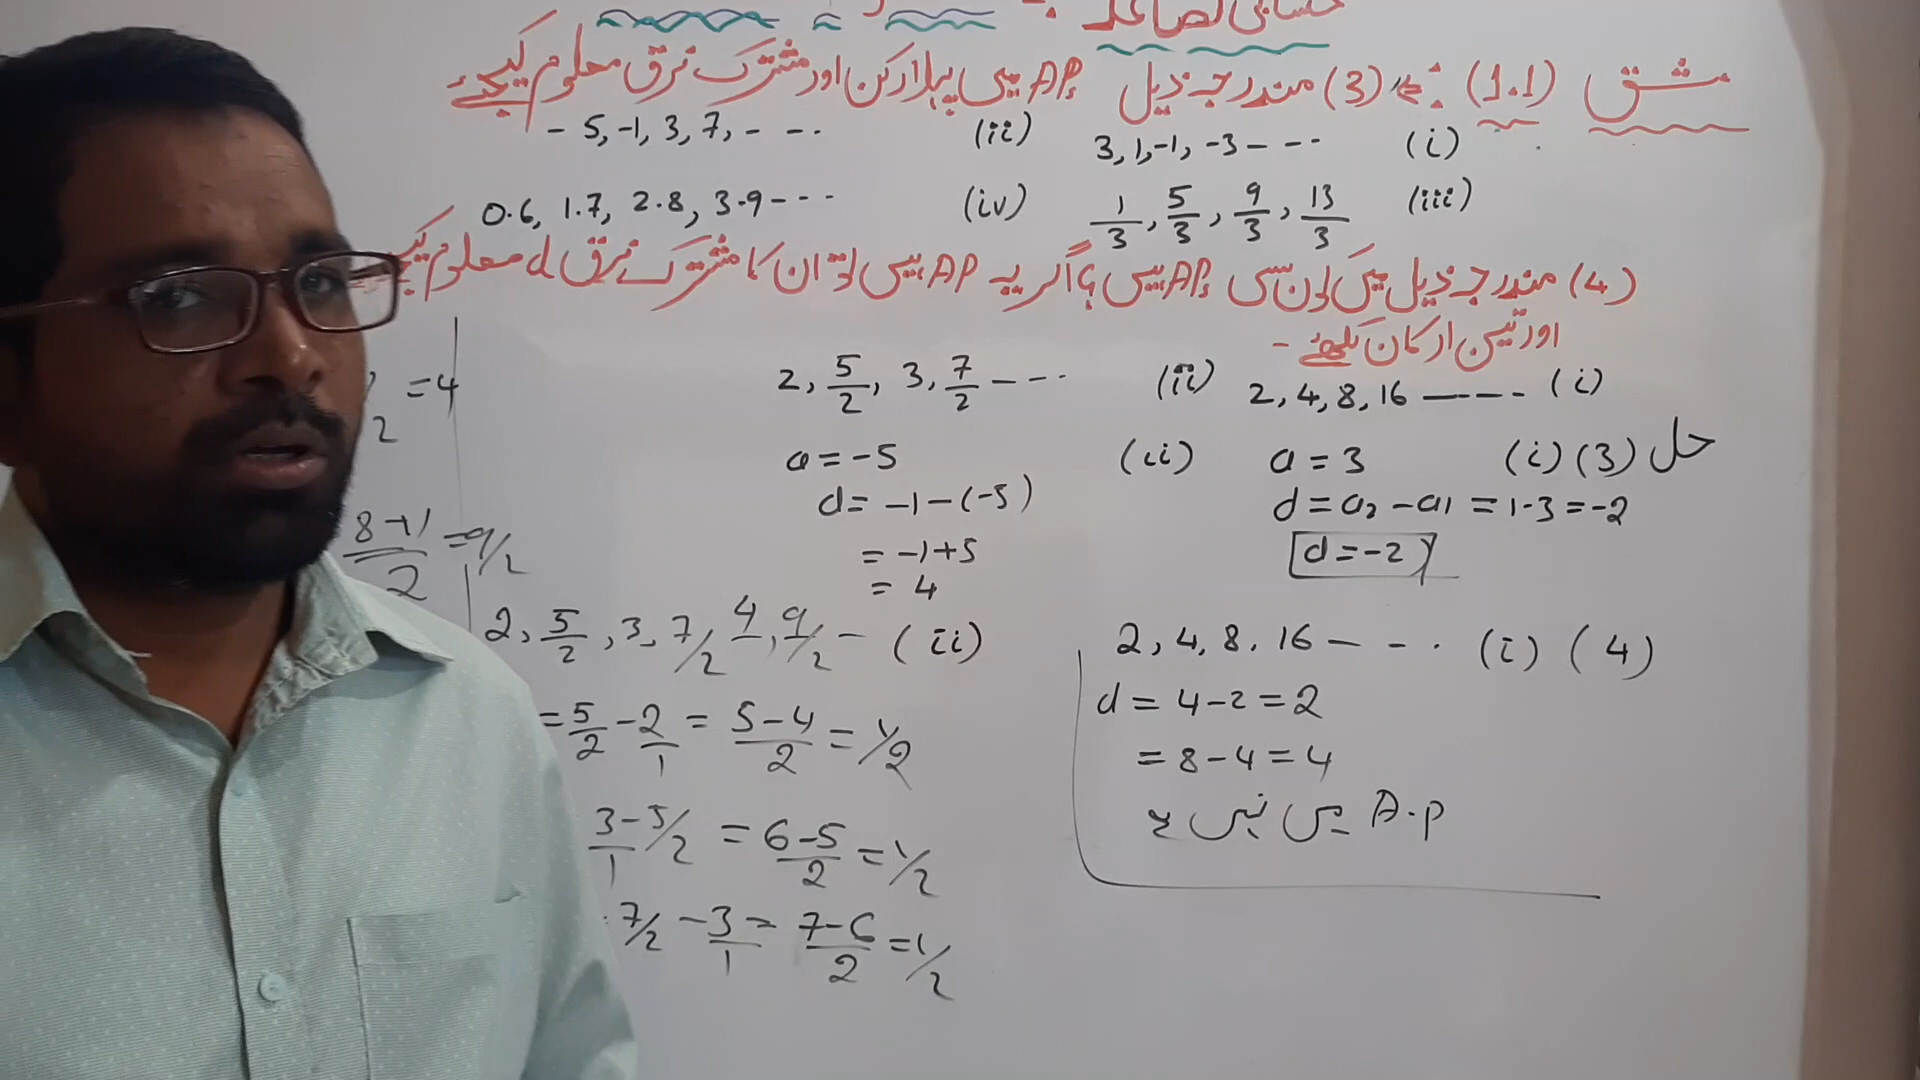 حسابی تصاعد
مشق (1.1) :⇐ (3) مندرجہ ذیل APs میں پہلا رکن اور مشترک فرق معلوم کیجئے
(i) 3, 1, -1, -3 - - - (ii) - 5, -1, 3, 7, - - - .
(iii) 1/3, 5/3, 9/3, 13/3 (iv) 0.6, 1.7, 2.8, 3.9 - - -
(4) مندرجہ ذیل میں کون سی APs ہیں؟ اگر یہ AP ہیں تو ان کا مشترک فرق d معلوم کیجئے
اور تین ارکان لکھئے -
(i) 2, 4, 8, 16 - - - - (ii) 2, 5/2, 3, 7/2 - - - -
حل (3) (i) a = 3
d = a2 - a1 = 1 - 3 = -2
d = -2
(ii) a = -5
d = -1 - (-5)
= -1 + 5
= 4
(4) (i) 2, 4, 8, 16 - - - .
d = 4 - 2 = 2
= 8 - 4 = 4
A.P میں نہیں ہے
(ii) 2, 5/2, 3, 7/2, 4, 9/2 -
= 5/2 - 2/1 = 5-4/2 = 1/2
3/1 - 5/2 = 6-5/2 = 1/2
7/2 - 3/1 = 7-6/2 = 1/2
2 = 4
8+1/2 = 9/2